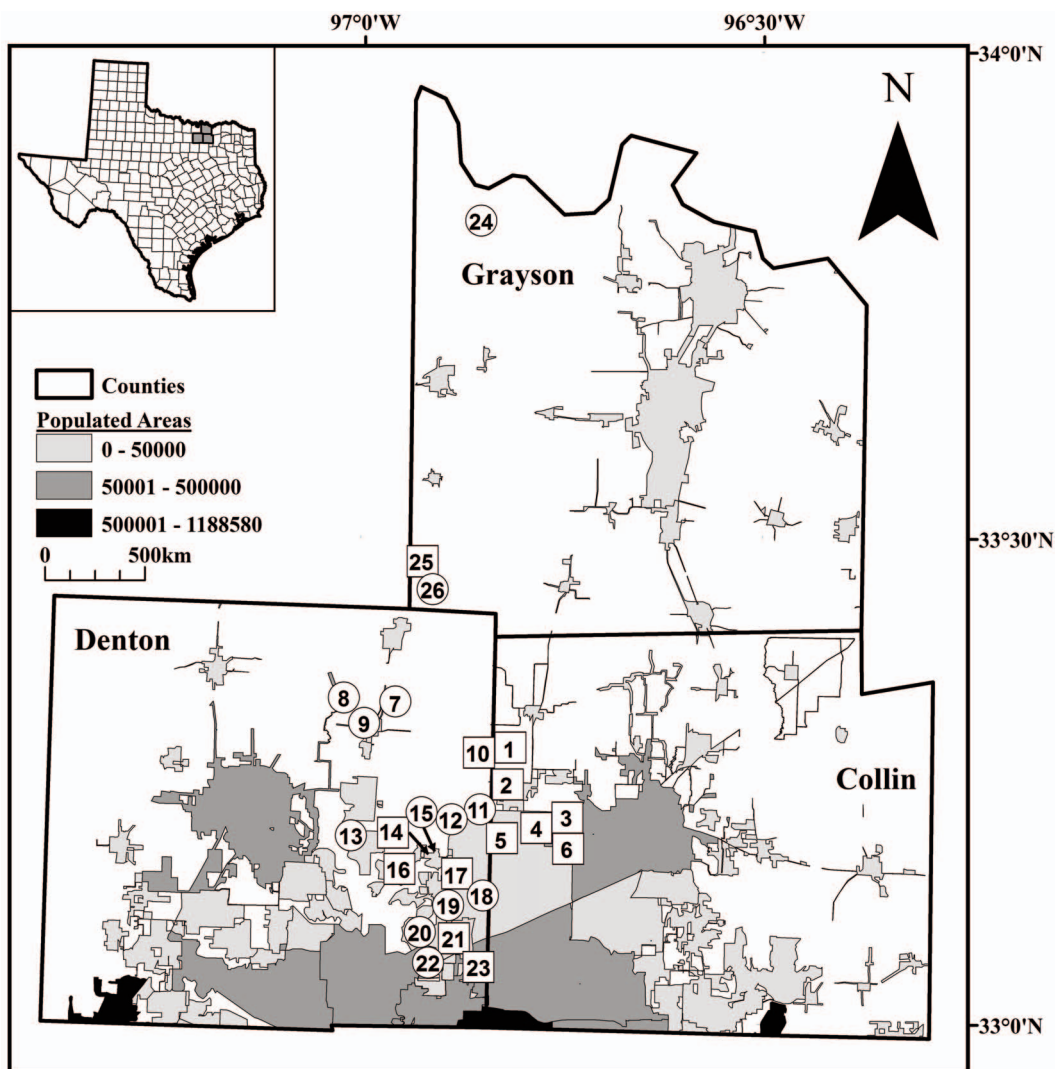 97°0'W 96°30'W
34°0'N
N
24
Grayson
Counties
Populated Areas
0 - 50000
50001 - 500000
500001 - 1188580
0 500km
33°30'N
25
26
Denton
8 7
9
10 1
Collin
2
15 12 11 3
13 14 4
5 6
16 17
18
19
20 21
22 23
33°0'N